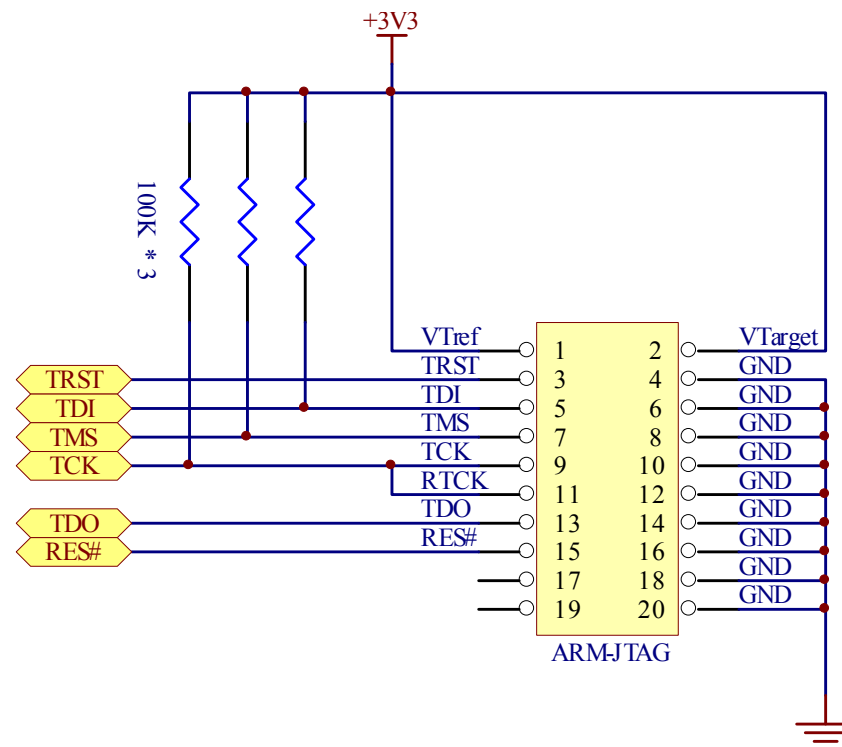 +3V3
100K * 3
VTref
TRST
TDI
TMS
TCK
RTCK
TDO
RES#
TRST
TDI
TMS
TCK
TDO
RES#
1 2
3 4
5 6
7 8
9 10
11 12
13 14
15 16
17 18
19 20
VTarget
GND
GND
GND
GND
GND
GND
GND
GND
GND
ARM-JTAG